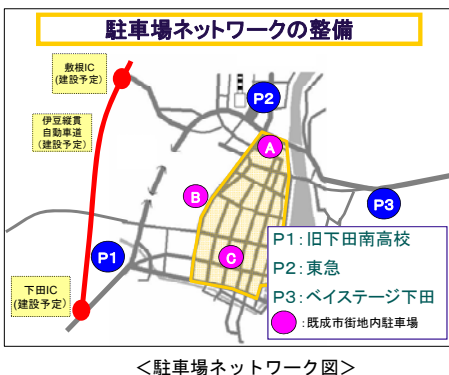 駐車場ネットワークの整備
敷根IC
(建設予定)
P2
伊豆縦貫
自動車道
(建設予定)
A
B
P3
P1
C
P1:旧下田南高校
P2:東急
P3:ベイステージ下田
:既成市街地内駐車場
下田IC
(建設予定)
<駐車場ネットワーク図>